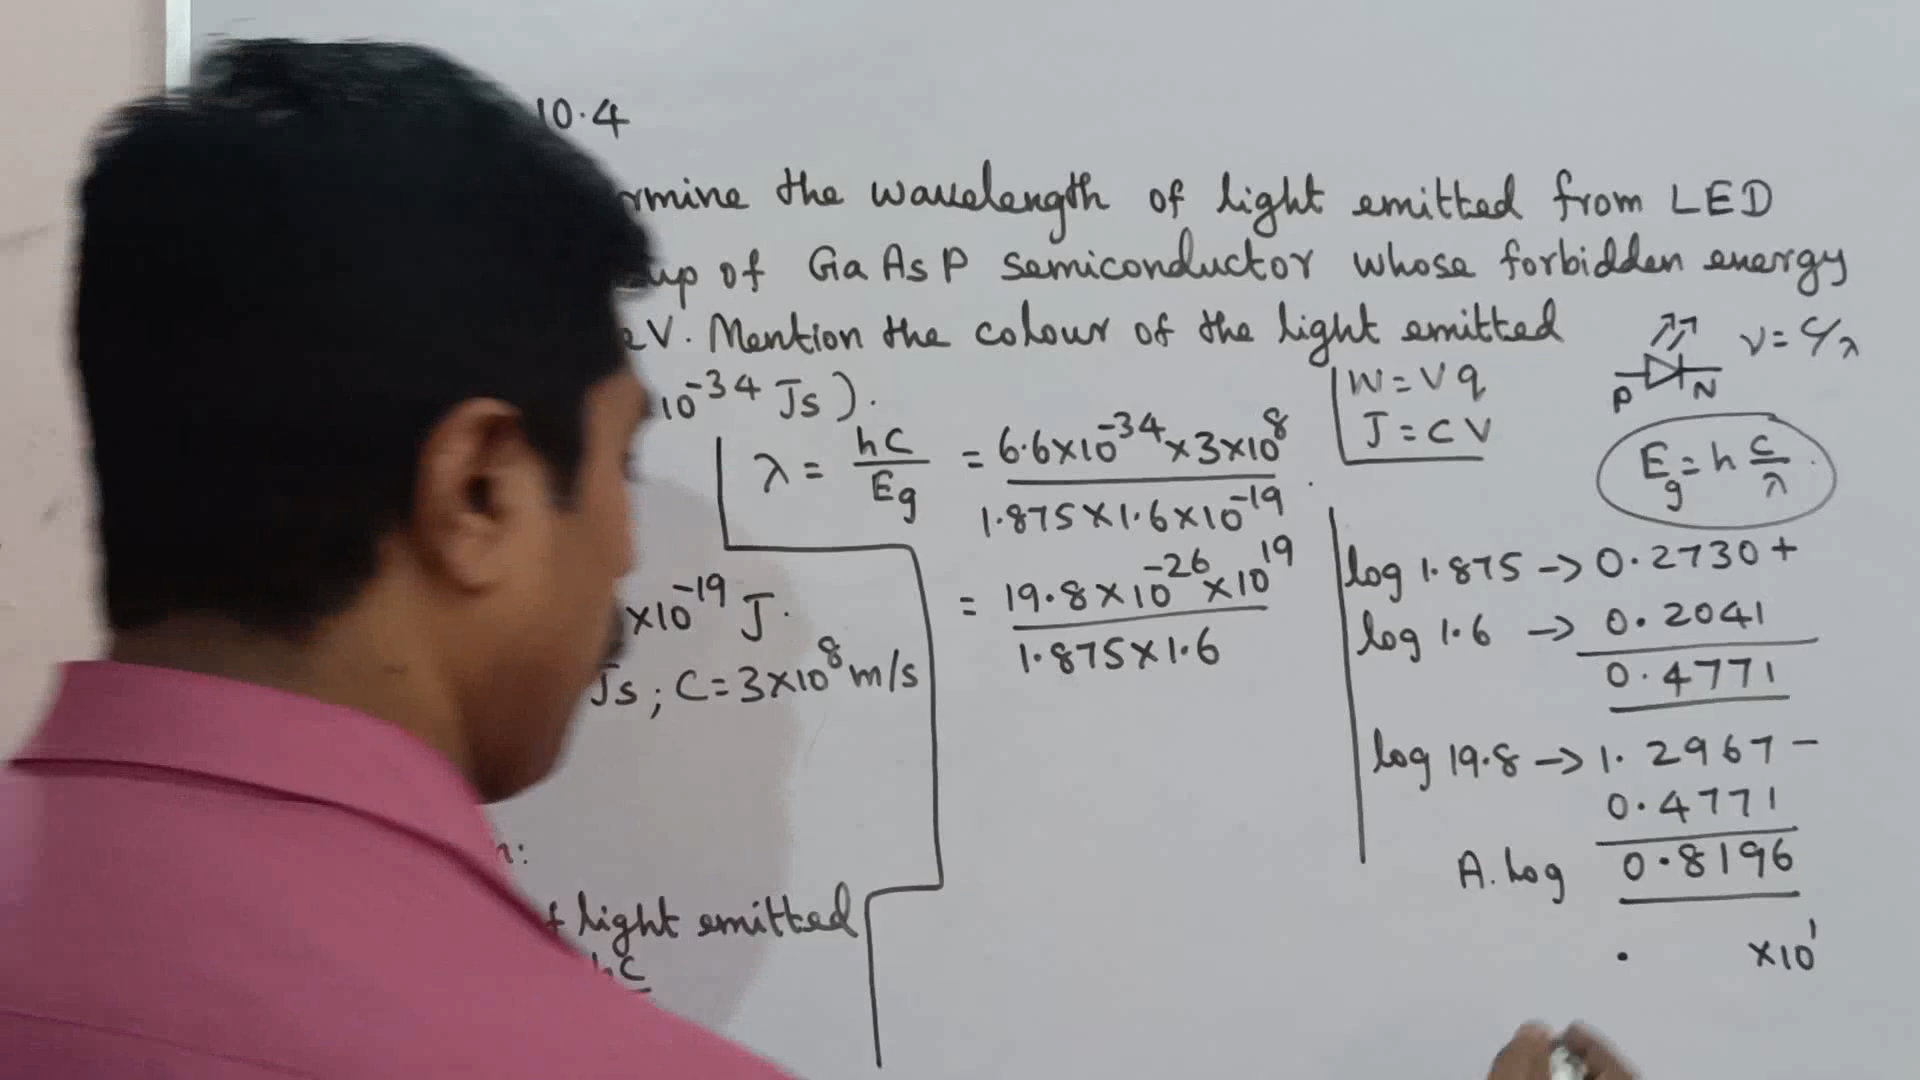 10.4
the wavelength of light emitted from LED
of GaAsP semiconductor whose forbidden energy
eV. Mention the colour of the light emitted
10⁻³⁴ Js).
W = Vq
J = CV
P N
ν = c/λ
E_g = h c/λ
λ = hC/Eg = 6.6×10⁻³⁴×3×10⁸ / 1.875×1.6×10⁻¹⁹
= 19.8×10⁻²⁶×10¹⁹ / 1.875×1.6
×10⁻¹⁹ J.
Js ; C = 3×10⁸ m/s
light emitted
hC
log 1.875 → 0.2730 +
log 1.6 → 0.2041
0.4771
log 19.8 → 1.2967 -
0.4771
A. log 0.8196
. ×10¹